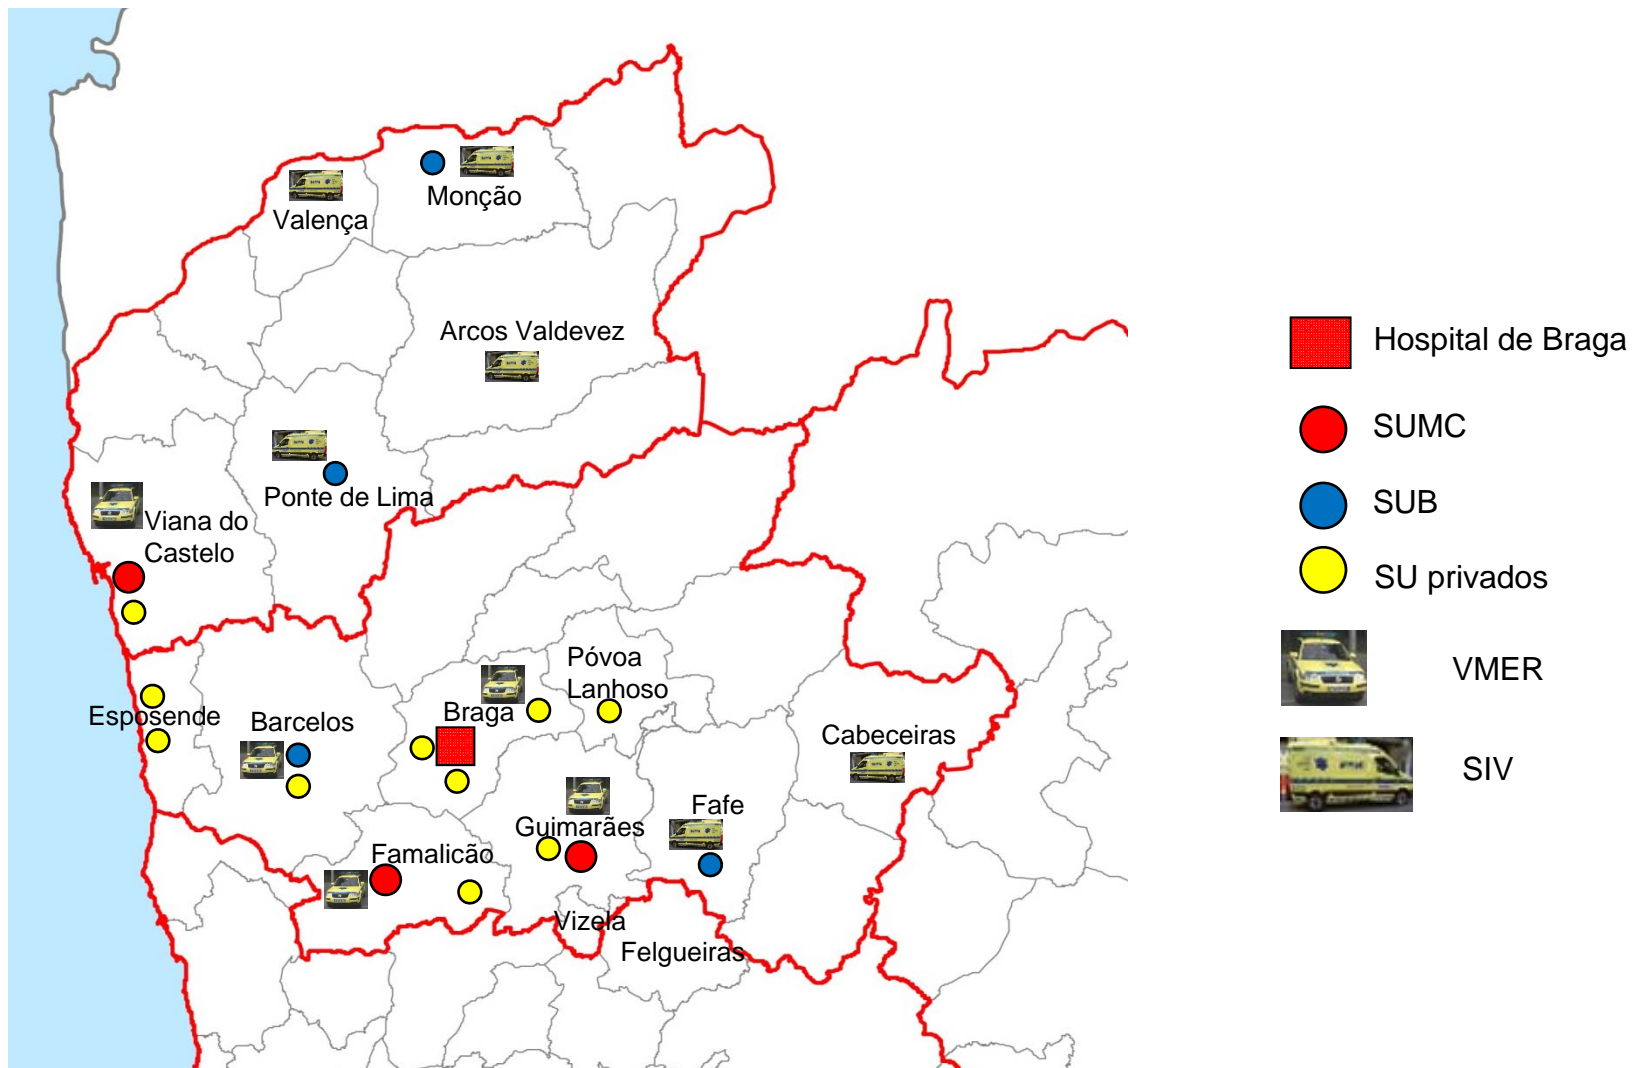 Monção
Valença
Arcos Valdevez
Ponte de Lima
Viana do
Castelo
Póvoa
Lanhoso
Esposende
Barcelos
Braga
Cabeceiras
Fafe
Guimarães
Famalicão
Vizela
Felgueiras
Hospital de Braga
SUMC
SUB
SU privados
VMER
SIV